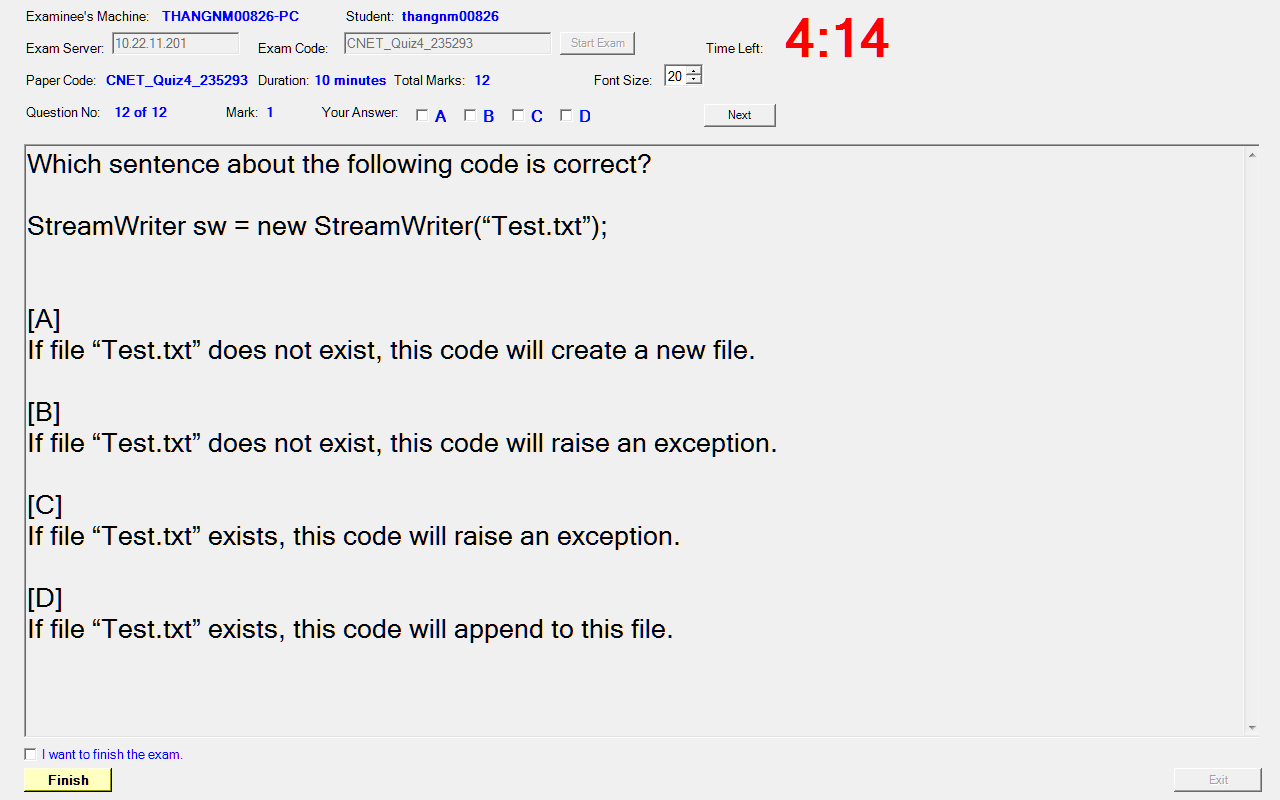 Examinee's Machine: THANGNM00826-PC Student: thangnm00826
Exam Server: 10.22.11.201 Exam Code: CNET_Quiz4_235293 Start Exam Time Left: 4:14
Paper Code: CNET_Quiz4_235293 Duration: 10 minutes Total Marks: 12 Font Size: 20
Question No: 12 of 12 Mark: 1 Your Answer: A B C D Next
Which sentence about the following code is correct?
StreamWriter sw = new StreamWriter(“Test.txt”);
[A]
If file “Test.txt” does not exist, this code will create a new file.
[B]
If file “Test.txt” does not exist, this code will raise an exception.
[C]
If file “Test.txt” exists, this code will raise an exception.
[D]
If file “Test.txt” exists, this code will append to this file.
I want to finish the exam.
Finish Exit